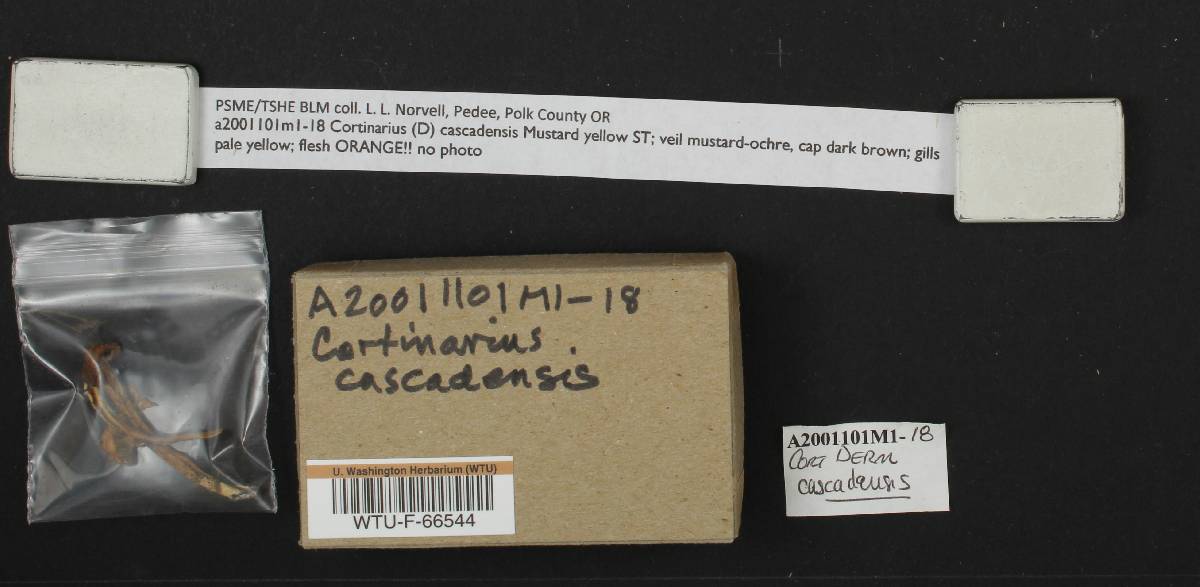 PSME/TSHE BLM coll. L. L. Norvell, Pedee, Polk County OR
a2001101m1-18 Cortinarius (D) cascadensis Mustard yellow ST; veil mustard-ochre, cap dark brown; gills
pale yellow; flesh ORANGE!! no photo
A2001101M1-18
Cortinarius
cascadensis
U. Washington Herbarium (WTU)
WTU-F-66544
A2001101M1-18
CORT DERM
cascadensis